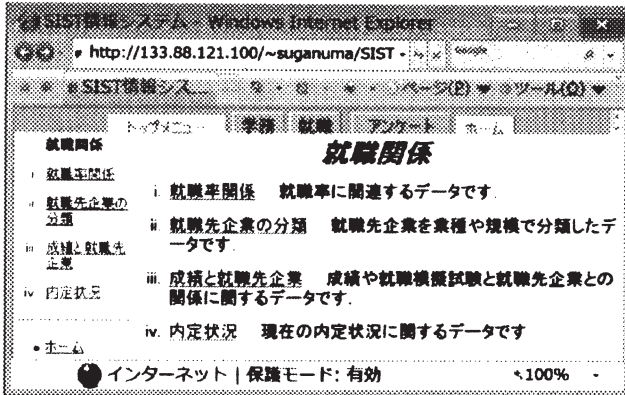 SIST情報システム - Windows Internet Explorer
http://133.88.121.100/~suganuma/SIST
Google
SIST情報シス...
ページ(P) ツール(O)
トップメニュー 学務 就職 アンケート ホーム
就職関係
i 就職率関係
ii 就職先企業の
分類
iii 成績と就職先
企業
iv 内定状況
• ホーム
就職関係
i. 就職率関係 就職率に関連するデータです.
ii. 就職先企業の分類 就職先企業を業種や規模で分類したデ
ータです.
iii. 成績と就職先企業 成績や就職模擬試験と就職先企業との
関係に関するデータです.
iv. 内定状況 現在の内定状況に関するデータです
インターネット | 保護モード: 有効
100%